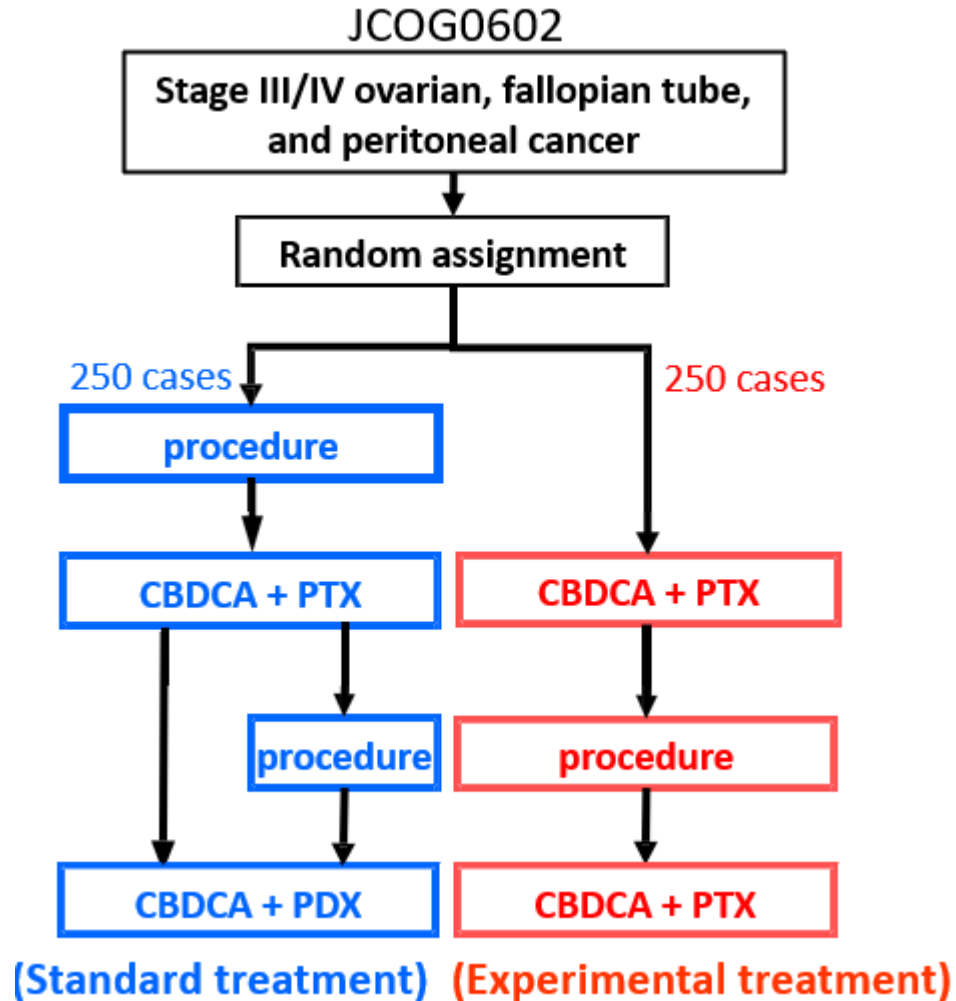 JCOG0602
Stage III/IV ovarian, fallopian tube,
and peritoneal cancer
Random assignment
250 cases
250 cases
procedure
CBDCA + PTX
CBDCA + PTX
procedure
procedure
CBDCA + PDX
CBDCA + PTX
(Standard treatment)
(Experimental treatment)